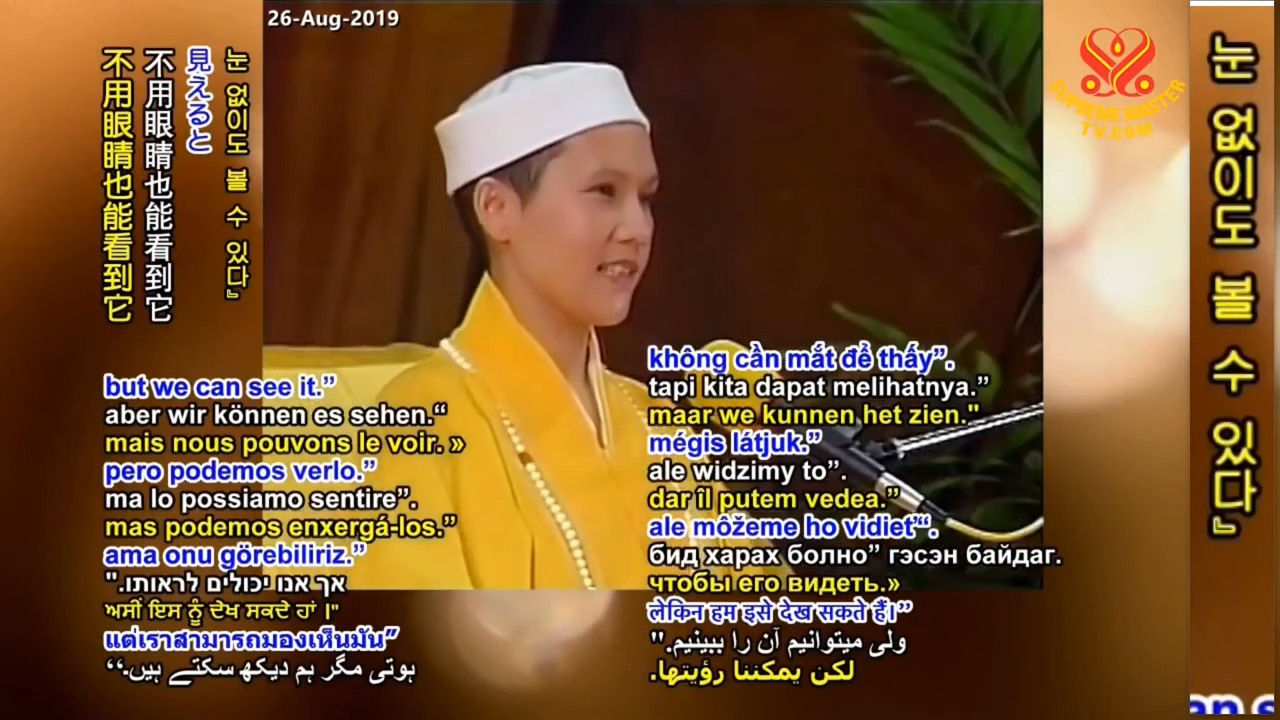 26-Aug-2019
SUPREME MASTER
TV.COM
눈 없이도 볼 수 있다』
見えると
不用眼睛也能看到它
不用眼睛也能看到它
but we can see it.”
aber wir können es sehen.“
mais nous pouvons le voir. »
pero podemos verlo.”
ma lo possiamo sentire”.
mas podemos enxergá-los.”
ama onu görebiliriz.”
אך אנו יכולים לראותו."
ਅਸੀਂ ਇਸ ਨੂੰ ਦੇਖ ਸਕਦੇ ਹਾਂ ।"
แต่เราสามารถมองเห็นมัน”
ہوتی مگر ہم دیکھ سکتے ہیں.“
không cần mắt để thấy”.
tapi kita dapat melihatnya.”
maar we kunnen het zien."
mégis látjuk.”
ale widzimy to”.
dar îl putem vedea.”
ale môžeme ho vidieť“.
бид харах болно” гэсэн байдаг.
чтобы его видеть.»
लेकिन हम इसे देख सकते हैं।”
ولی میتوانیم آن را ببینیم."
لكن يمكننا رؤيتها.
눈 없이도 볼 수 있다』